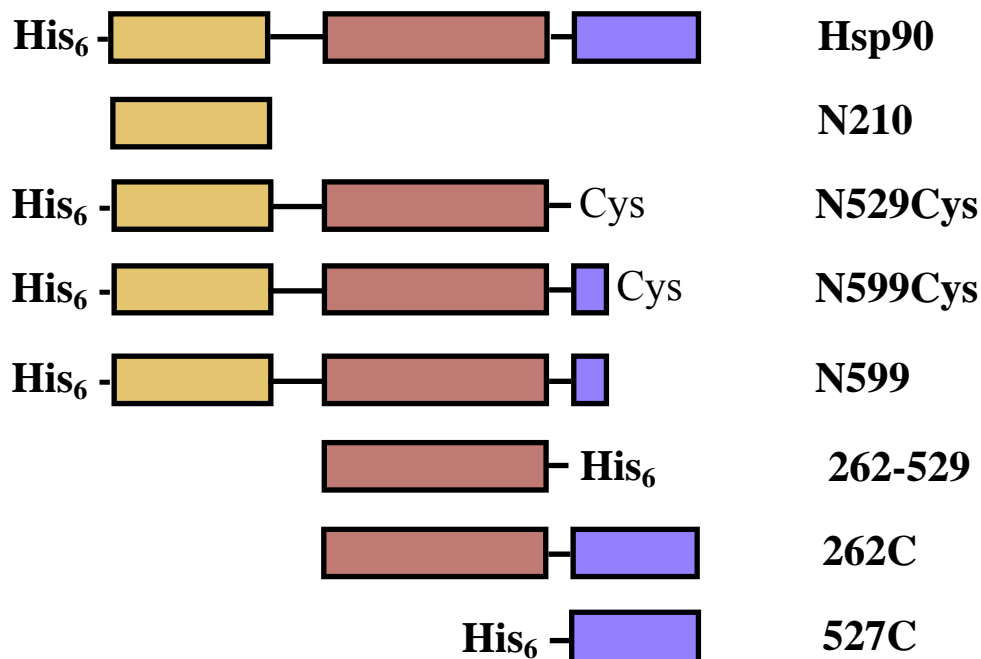 His₆ Hsp90
N210
His₆ Cys N529Cys
His₆ Cys N599Cys
His₆ N599
His₆ 262-529
262C
His₆ 527C